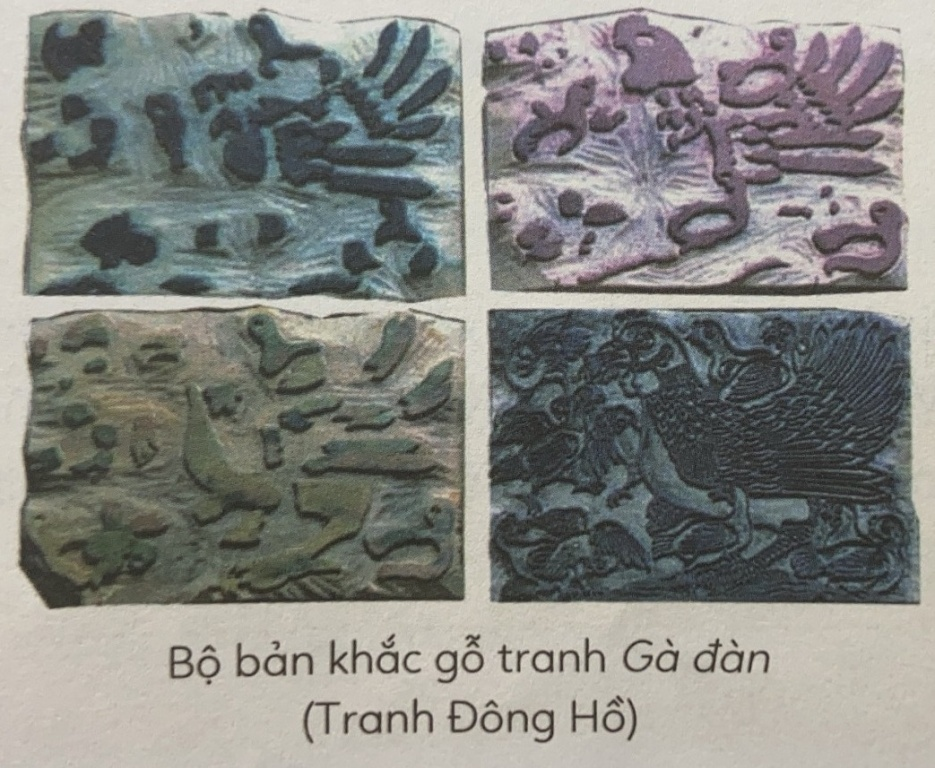 Bộ bản khắc gỗ tranh Gà đàn
(Tranh Đông Hồ)